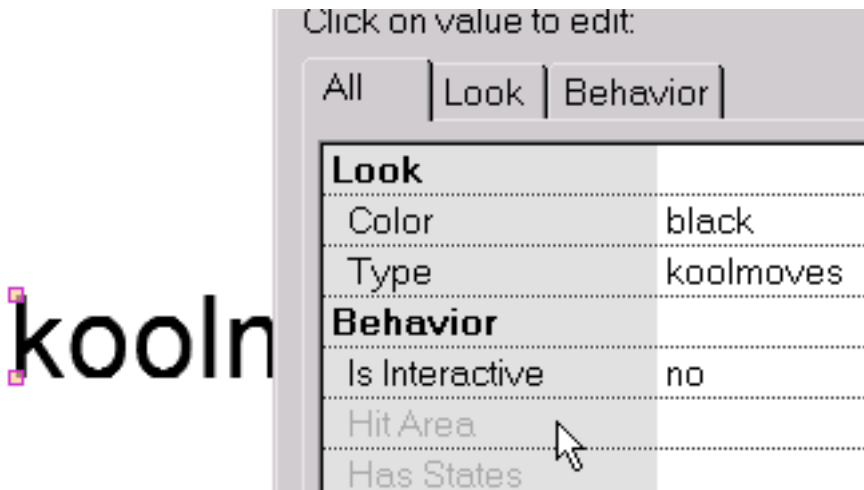 Click on value to edit:
All Look Behavior
Look
Color black
Type koolmoves
Behavior
kooln
Is Interactive no
Hit Area
Has States